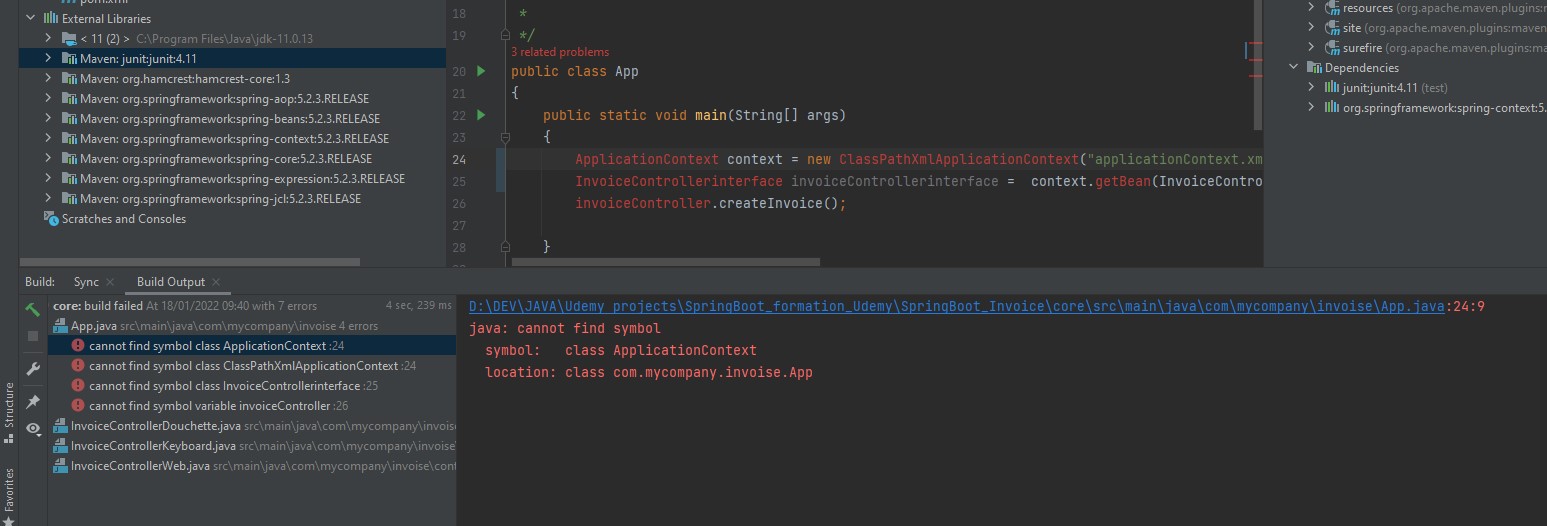 pom.xml
External Libraries
< 11 (2) > C:\Program Files\Java\jdk-11.0.13
Maven: junit:junit:4.11
Maven: org.hamcrest:hamcrest-core:1.3
Maven: org.springframework:spring-aop:5.2.3.RELEASE
Maven: org.springframework:spring-beans:5.2.3.RELEASE
Maven: org.springframework:spring-context:5.2.3.RELEASE
Maven: org.springframework:spring-core:5.2.3.RELEASE
Maven: org.springframework:spring-expression:5.2.3.RELEASE
Maven: org.springframework:spring-jcl:5.2.3.RELEASE
Scratches and Consoles
18 *
19 */
3 related problems
20 public class App
21 {
22 public static void main(String[] args)
23 {
24 ApplicationContext context = new ClassPathXmlApplicationContext("applicationContext.xm
25 InvoiceControllerinterface invoiceControllerinterface = context.getBean(InvoiceContro
26 invoiceController.createInvoice();
27
28 }
resources (org.apache.maven.plugins:
site (org.apache.maven.plugins:maven
surefire (org.apache.maven.plugins:ma
Dependencies
junit:junit:4.11 (test)
org.springframework:spring-context:5.
Build: Sync × Build Output ×
core: build failed At 18/01/2022 09:40 with 7 errors 4 sec, 239 ms
App.java src\main\java\com\mycompany\invoise 4 errors
cannot find symbol class ApplicationContext :24
cannot find symbol class ClassPathXmlApplicationContext :24
cannot find symbol class InvoiceControllerinterface :25
cannot find symbol variable invoiceController :26
InvoiceControllerDouchette.java src\main\java\com\mycompany\invois
InvoiceControllerKeyboard.java src\main\java\com\mycompany\invoise
InvoiceControllerWeb.java src\main\java\com\mycompany\invoise\cont
D:\DEV\JAVA\Udemy projects\SpringBoot_formation_Udemy\SpringBoot_Invoice\core\src\main\java\com\mycompany\invoise\App.java:24:9
java: cannot find symbol
symbol: class ApplicationContext
location: class com.mycompany.invoise.App
Structure
Favorites